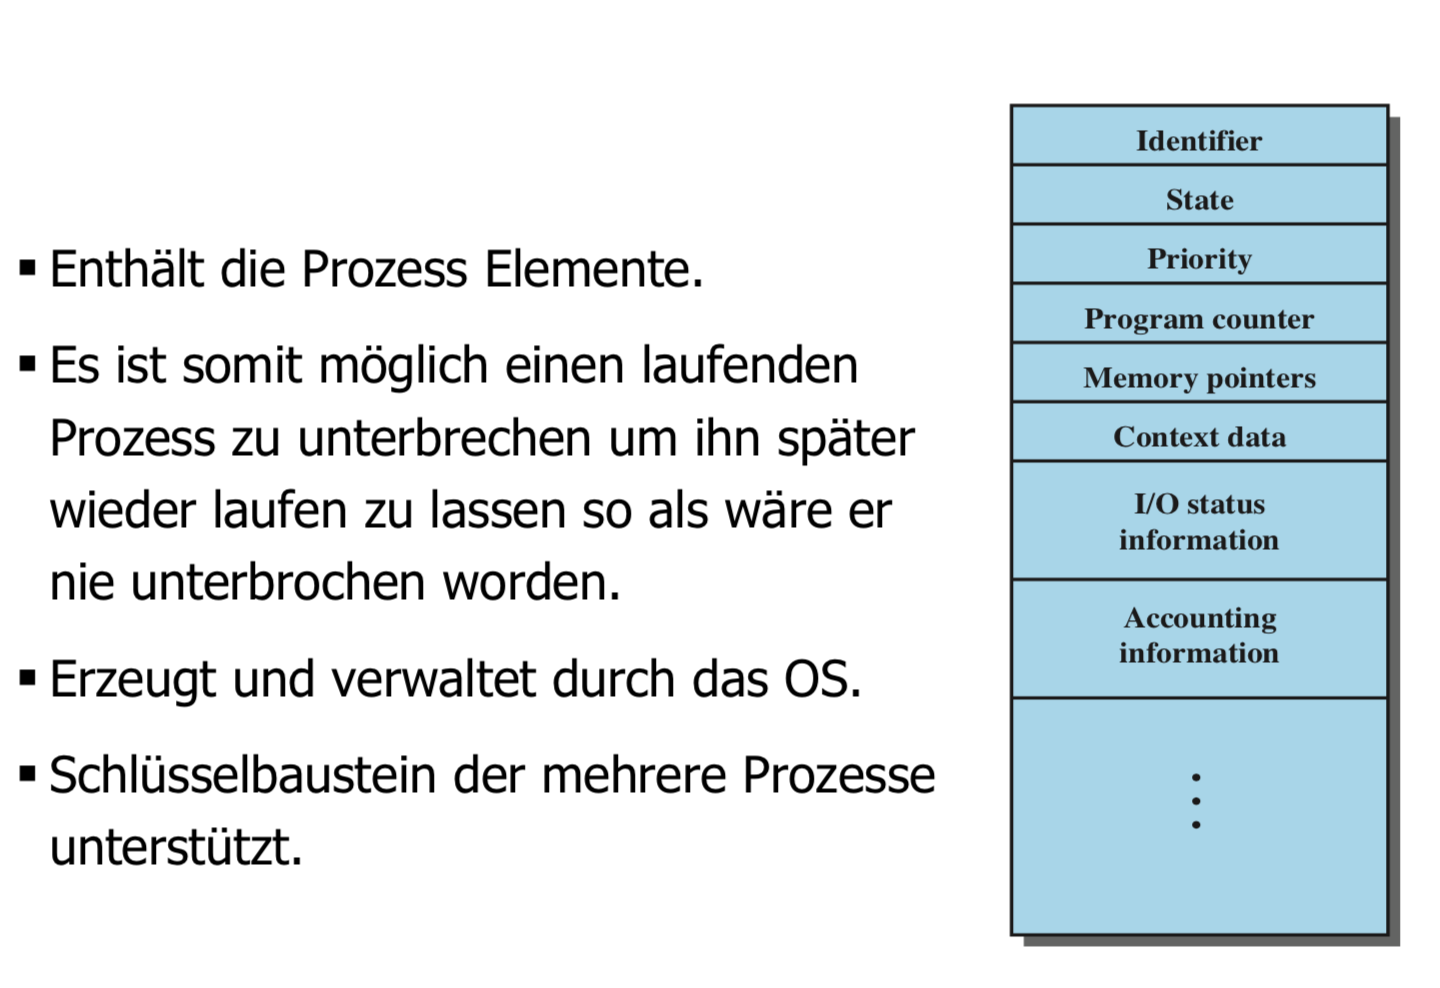 ▪ Enthält die Prozess Elemente.
▪ Es ist somit möglich einen laufenden
Prozess zu unterbrechen um ihn später
wieder laufen zu lassen so als wäre er
nie unterbrochen worden.
▪ Erzeugt und verwaltet durch das OS.
▪ Schlüsselbaustein der mehrere Prozesse
unterstützt.
Identifier
State
Priority
Program counter
Memory pointers
Context data
I/O status
information
Accounting
information